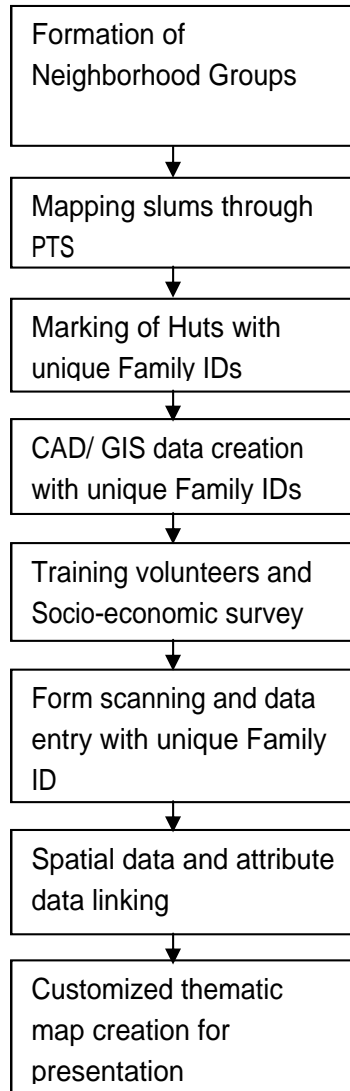 Formation of
Neighborhood Groups
Mapping slums through
PTS
Marking of Huts with
unique Family IDs
CAD/ GIS data creation
with unique Family IDs
Training volunteers and
Socio-economic survey
Form scanning and data
entry with unique Family
ID
Spatial data and attribute
data linking
Customized thematic
map creation for
presentation